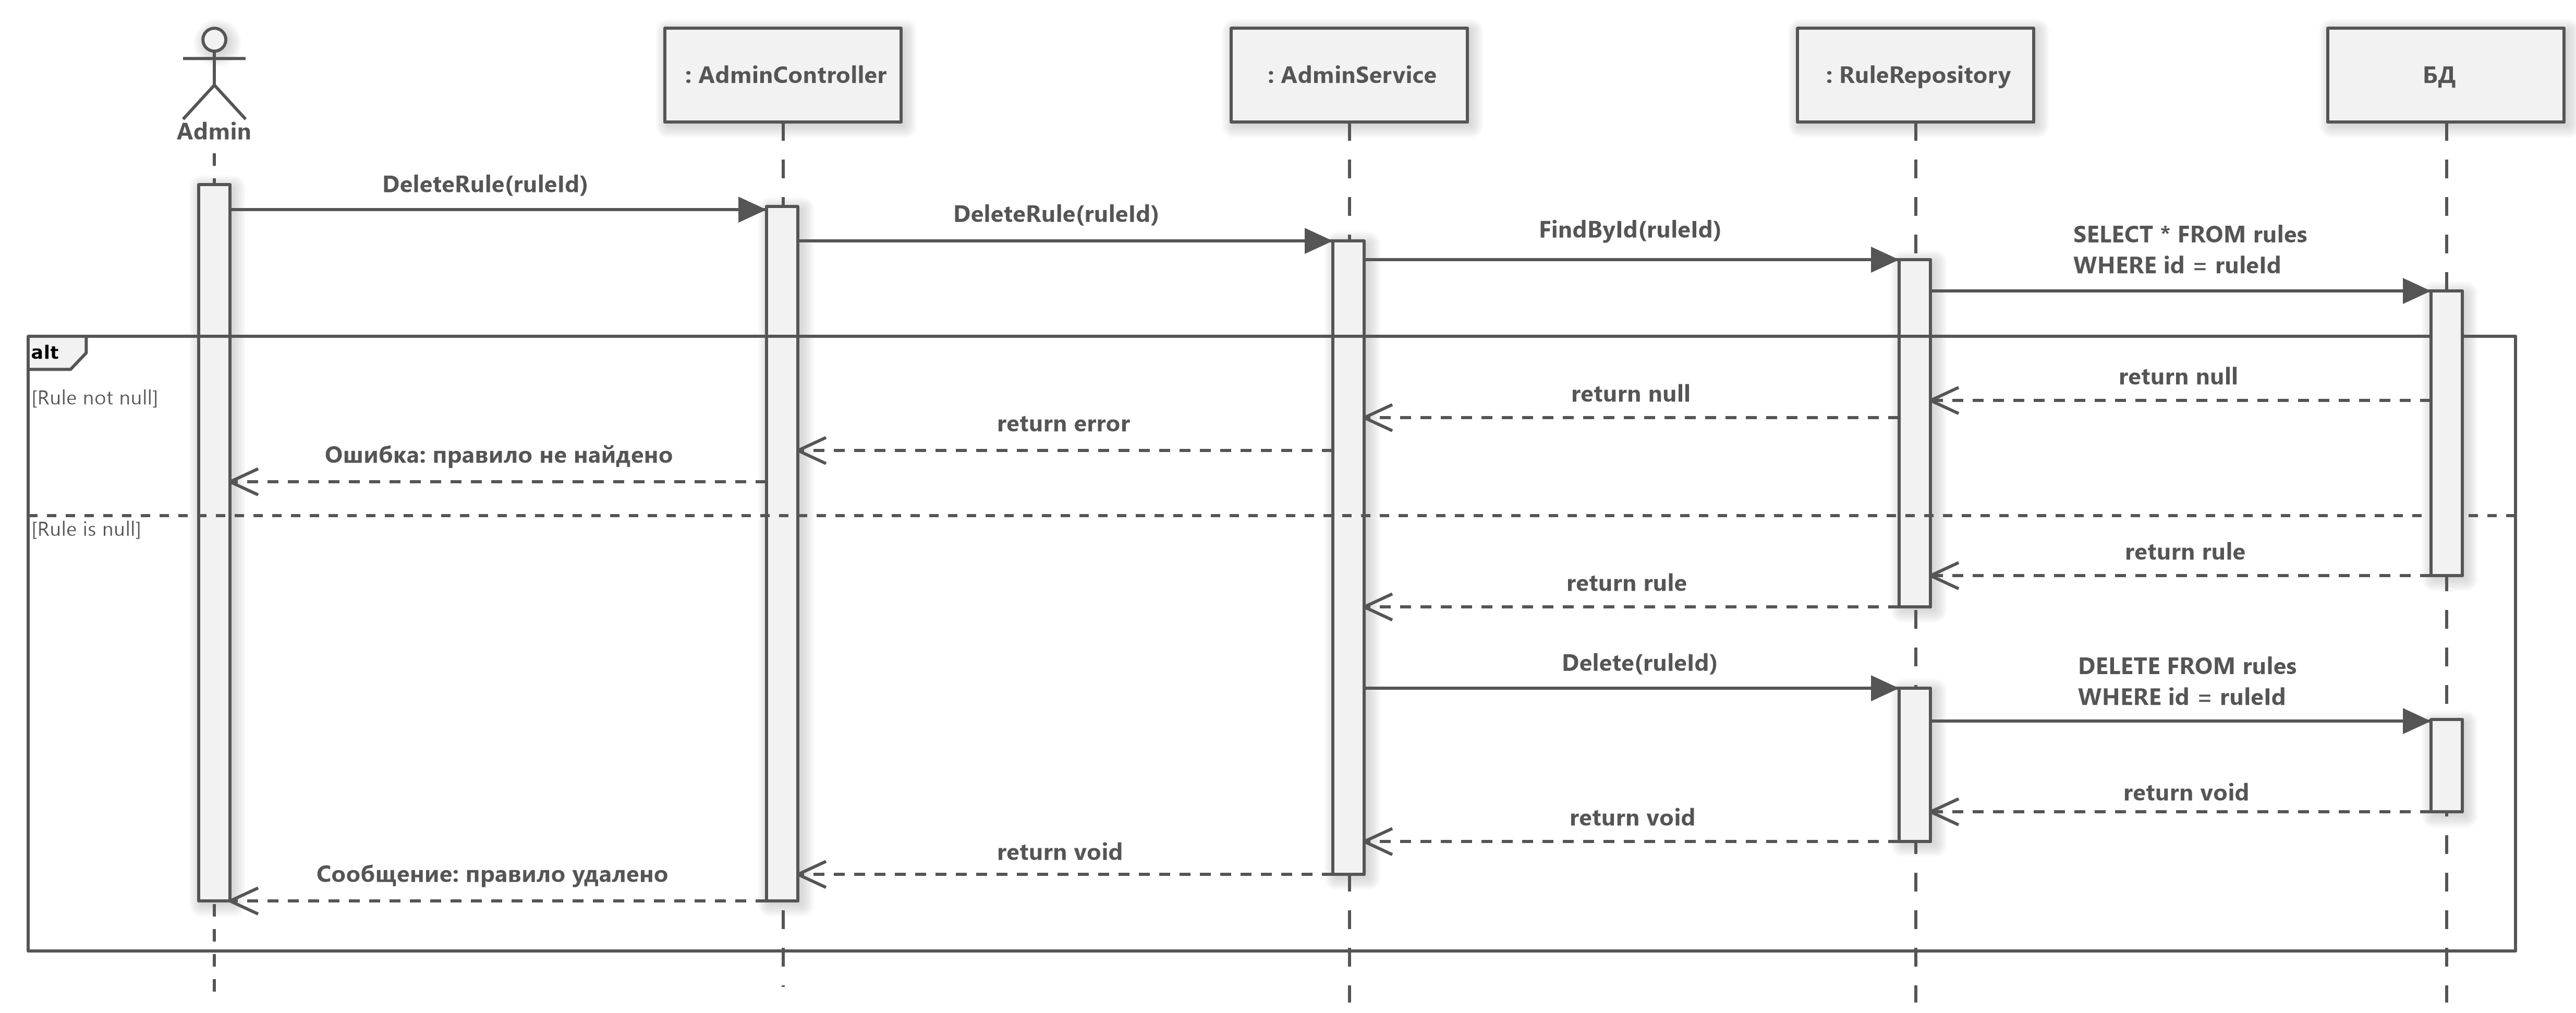 Admin
: AdminController
: AdminService
: RuleRepository
БД
DeleteRule(ruleId)
DeleteRule(ruleId)
FindById(ruleId)
SELECT * FROM rules
WHERE id = ruleId
alt
[Rule not null]
return null
return null
return error
Ошибка: правило не найдено
[Rule is null]
return rule
return rule
Delete(ruleId)
DELETE FROM rules
WHERE id = ruleId
return void
return void
return void
Сообщение: правило удалено